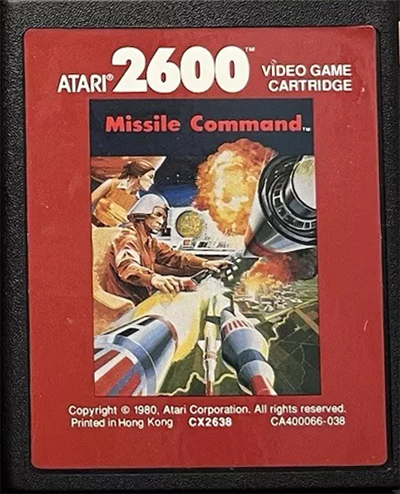 ATARI® 2600™ VIDEO GAME
CARTRIDGE
Missile Command™
Copyright © 1980, Atari Corporation. All rights reserved.
Printed in Hong Kong CX2638 CA400066-038